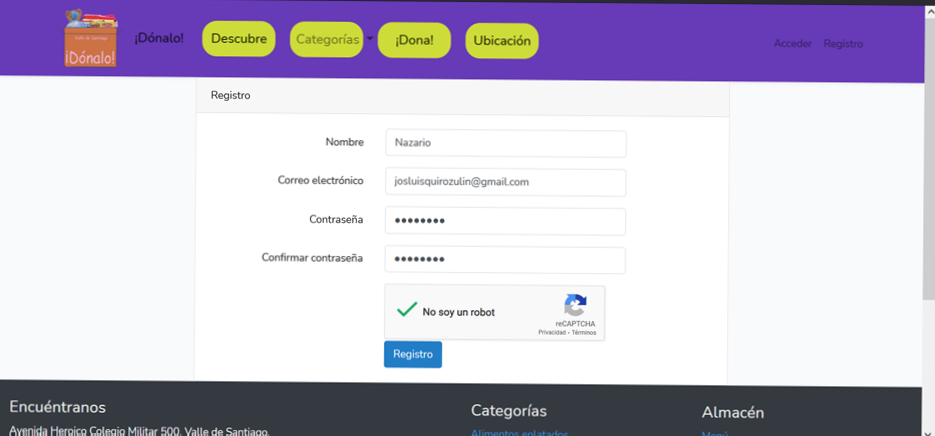 Valle de Santiago
¡Dónalo!
¡Dónalo! Descubre Categorías ¡Dona! Ubicación Acceder Registro
Registro
Nombre Nazario
Correo electrónico josluisquirozulin@gmail.com
Contraseña ••••••••
Confirmar contraseña ••••••••
No soy un robot
reCAPTCHA
Privacidad - Términos
Registro
Encuéntranos Categorías Almacén
Avenida Heroico Colegio Militar 500, Valle de Santiago, Alimentos enlatados Menú